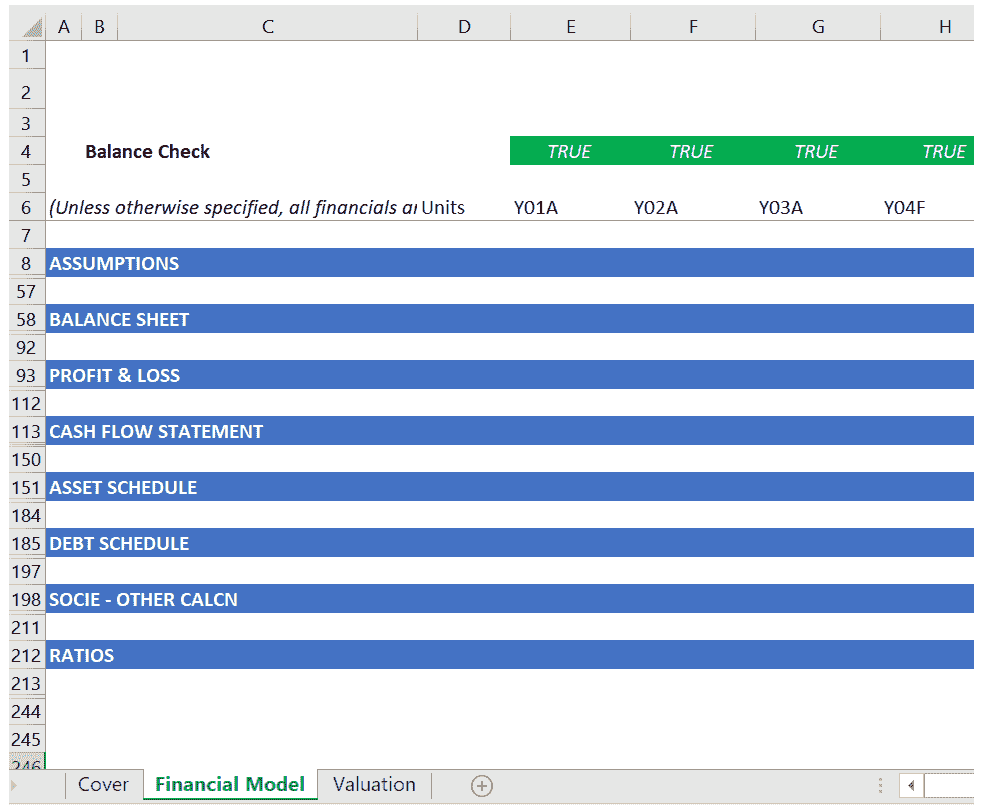 A B C D E F G H
1
2
3
4 Balance Check TRUE TRUE TRUE TRUE
5
6 (Unless otherwise specified, all financials ar Units Y01A Y02A Y03A Y04F
7
8 ASSUMPTIONS
57
58 BALANCE SHEET
92
93 PROFIT & LOSS
112
113 CASH FLOW STATEMENT
150
151 ASSET SCHEDULE
184
185 DEBT SCHEDULE
197
198 SOCIE - OTHER CALCN
211
212 RATIOS
213
244
245
246
Cover Financial Model Valuation